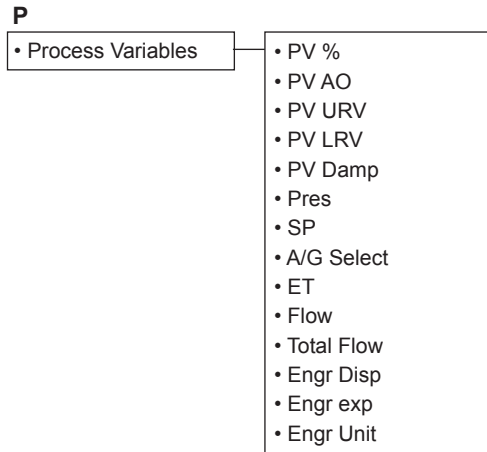 P
• Process Variables
• PV %
• PV AO
• PV URV
• PV LRV
• PV Damp
• Pres
• SP
• A/G Select
• ET
• Flow
• Total Flow
• Engr Disp
• Engr exp
• Engr Unit